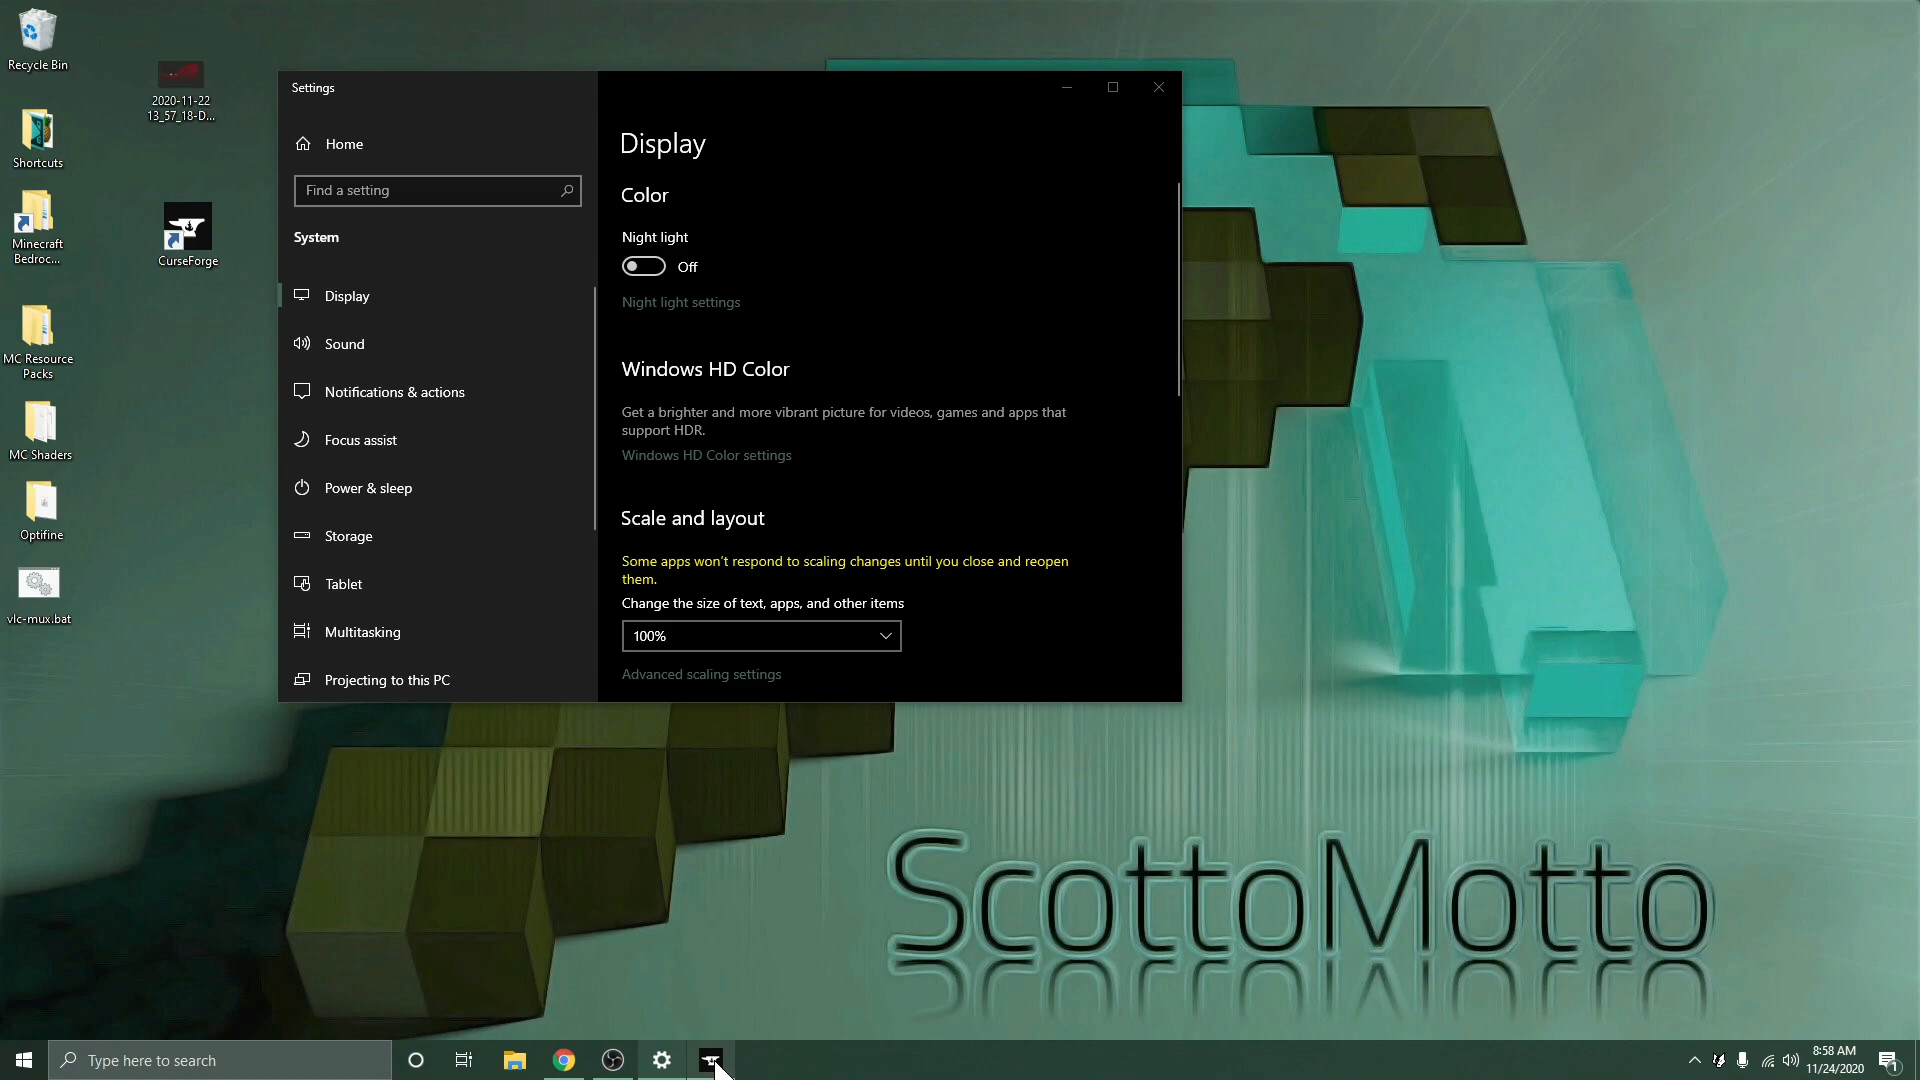 Recycle Bin
2020-11-22
13_57_18-D...
Shortcuts
Minecraft
Bedroc...
CurseForge
MC Resource
Packs
MC Shaders
Optifine
vlc-mux.bat
Settings
Home
Find a setting
System
Display
Sound
Notifications & actions
Focus assist
Power & sleep
Storage
Tablet
Multitasking
Projecting to this PC
Display
Color
Night light
Off
Night light settings
Windows HD Color
Get a brighter and more vibrant picture for videos, games and apps that
support HDR.
Windows HD Color settings
Scale and layout
Some apps won't respond to scaling changes until you close and reopen
them.
Change the size of text, apps, and other items
100%
Advanced scaling settings
ScottoMotto
Type here to search
8:58 AM
11/24/2020
1